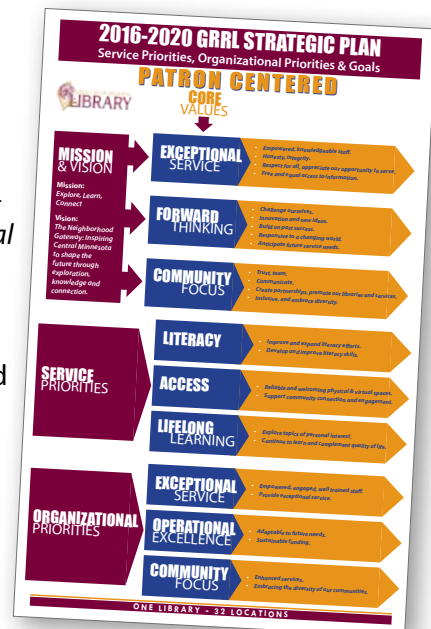 al
d
2016-2020 GRRL STRATEGIC PLAN
Service Priorities, Organizational Priorities & Goals
PATRON CENTERED
LIBRARY
CORE
VALUES
MISSION
& VISION
Mission:
Explore, Learn,
Connect
Vision:
The Neighborhood
Gateway: Inspiring
Central Minnesota
to shape the
future through
exploration,
knowledge and
connection.
EXCEPTIONAL
SERVICE
- Empowered, knowledgeable staff.
- Honesty, integrity.
- Respect for all, appreciate our opportunity to serve.
- Free and equal access to information.
FORWARD
THINKING
- Challenge ourselves.
- Innovation and new ideas.
- Build on past success.
- Responsive to a changing world.
- Anticipate future service needs.
COMMUNITY
FOCUS
- Trust, team.
- Communicate.
- Create partnerships, promote our libraries and services.
- Inclusive, and embrace diversity.
SERVICE
PRIORITIES
LITERACY
- Improve and expand literacy efforts.
- Develop and improve literacy skills.
ACCESS
- Reliable and welcoming physical & virtual spaces.
- Support community connection and engagement.
LIFELONG
LEARNING
- Explore topics of personal interest.
- Continue to learn and complement quality of life.
ORGANIZATIONAL
PRIORITIES
EXCEPTIONAL
SERVICE
- Empowered, engaged, well trained staff.
- Provide exceptional service.
OPERATIONAL
EXCELLENCE
- Adaptable to future needs.
- Sustainable funding.
COMMUNITY
FOCUS
- Enhanced services.
- Embracing the diversity of our communities.
ONE LIBRARY - 32 LOCATIONS